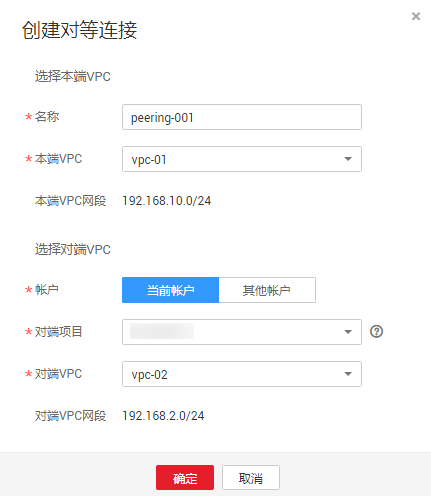 创建对等连接
选择本端VPC
* 名称 peering-001
* 本端VPC vpc-01
本端VPC网段 192.168.10.0/24
选择对端VPC
* 帐户 当前帐户 其他帐户
* 对端项目
* 对端VPC vpc-02
对端VPC网段 192.168.2.0/24
确定 取消